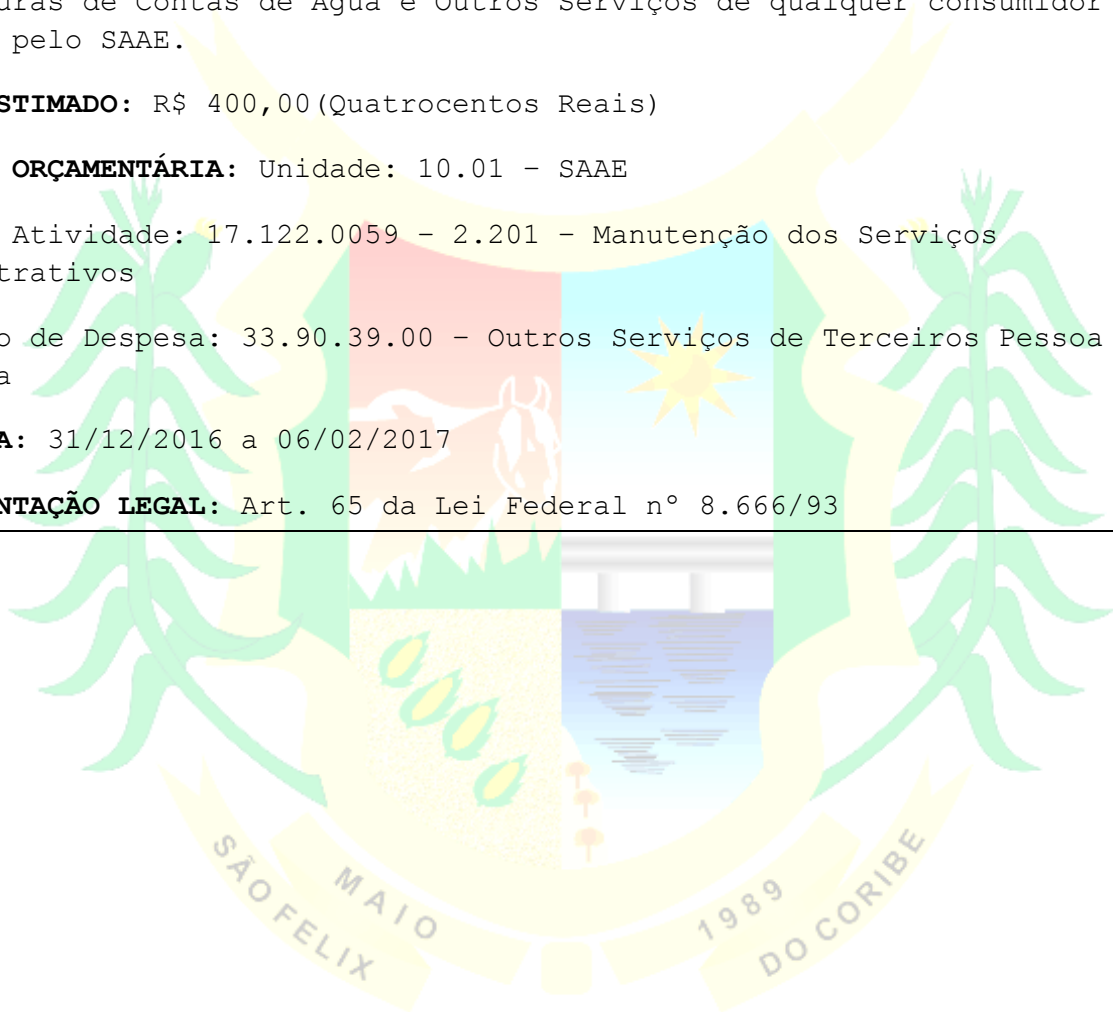 uras de Contas de Água e Outros Serviços de qualquer consumidor
pelo SAAE.
STIMADO: R$ 400,00(Quatrocentos Reais)
ORÇAMENTÁRIA: Unidade: 10.01 – SAAE
Atividade: 17.122.0059 – 2.201 – Manutenção dos Serviços
trativos
o de Despesa: 33.90.39.00 – Outros Serviços de Terceiros Pessoa
a
A: 31/12/2016 a 06/02/2017
NTAÇÃO LEGAL: Art. 65 da Lei Federal nº 8.666/93
SÃO FELIX MAIO 1989 DO CORIBE